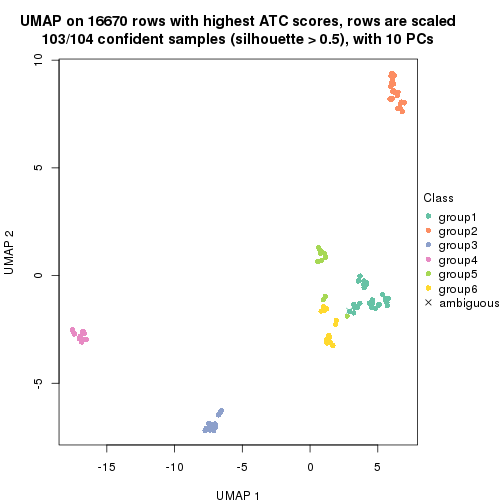 UMAP on 16670 rows with highest ATC scores, rows are scaled
103/104 confident samples (silhouette > 0.5), with 10 PCs
10
5
0
-5
UMAP 2
-15
-10
-5
0
5
UMAP 1
Class
group1
group2
group3
group4
group5
group6
ambiguous